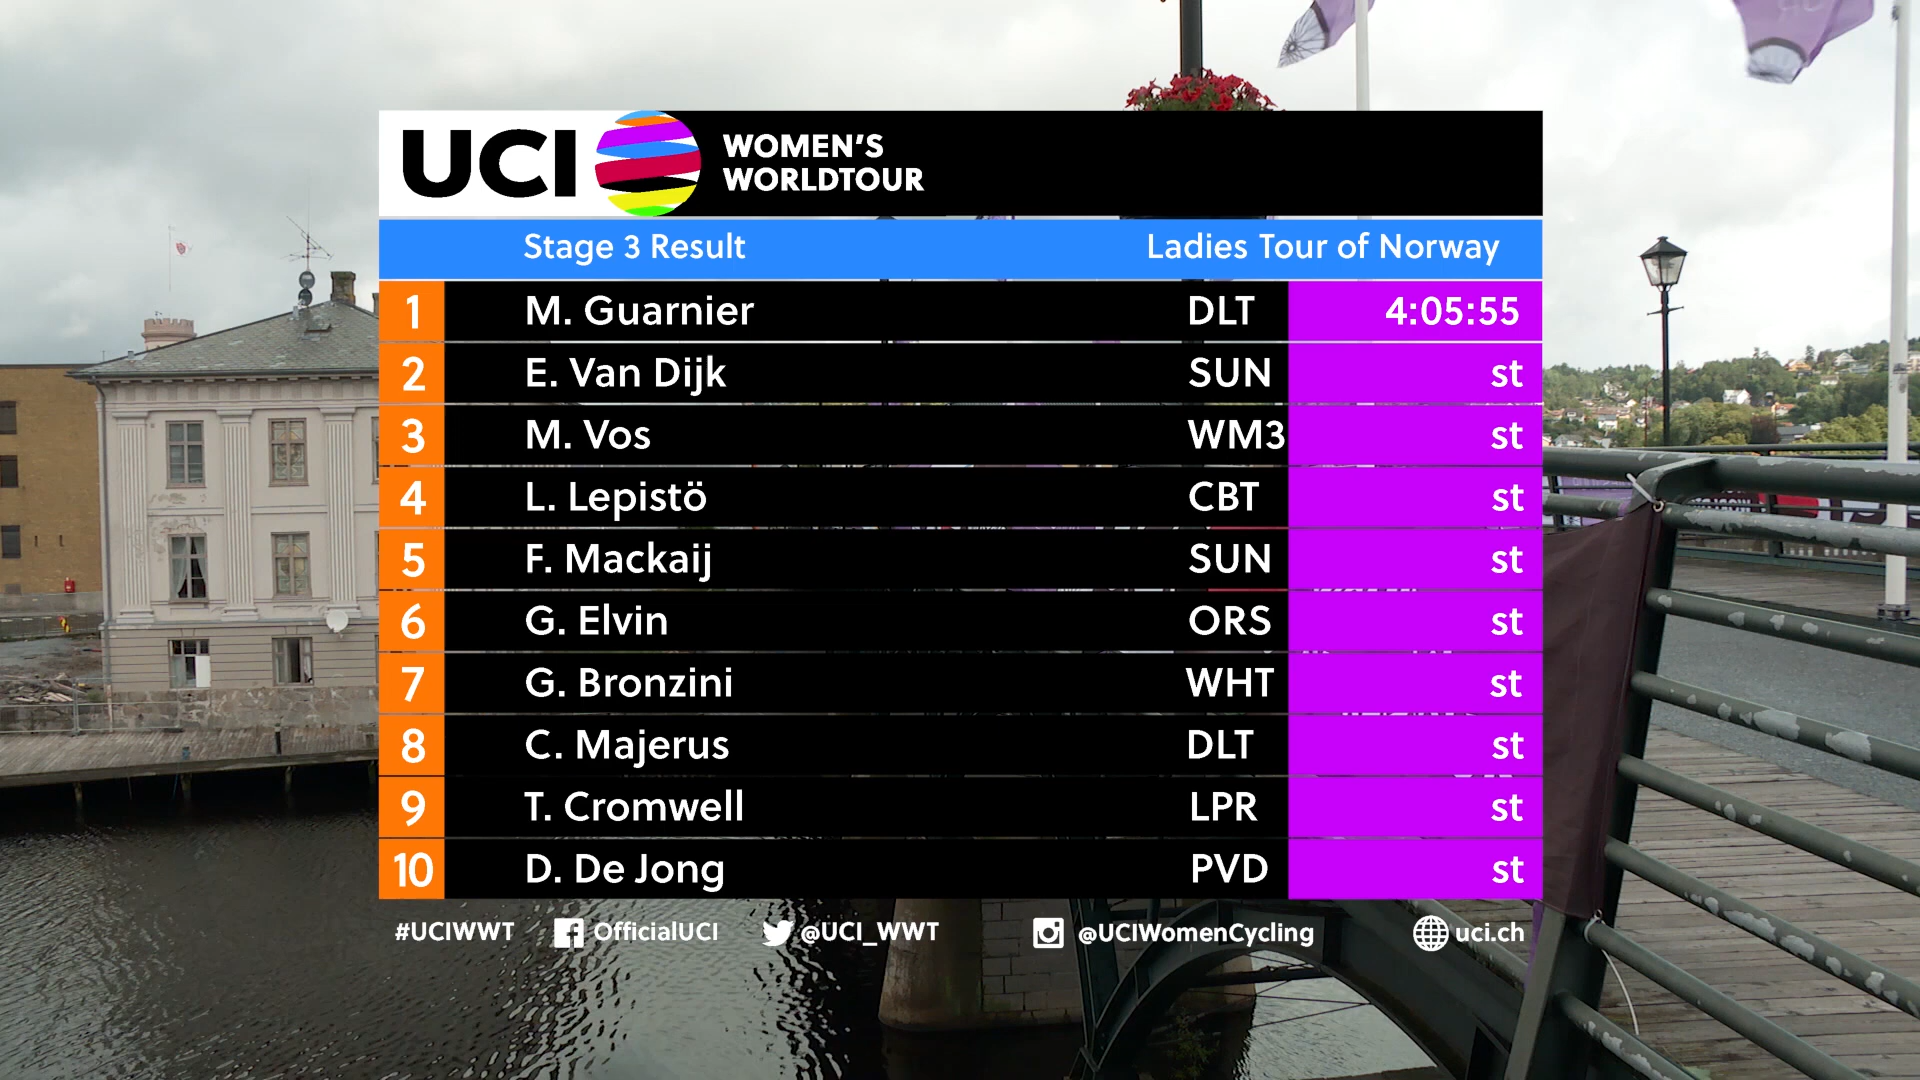 UCI WOMEN'S
WORLDTOUR
Stage 3 Result Ladies Tour of Norway
1 M. Guarnier DLT 4:05:55
2 E. Van Dijk SUN st
3 M. Vos WM3 st
4 L. Lepistö CBT st
5 F. Mackaij SUN st
6 G. Elvin ORS st
7 G. Bronzini WHT st
8 C. Majerus DLT st
9 T. Cromwell LPR st
10 D. De Jong PVD st
#UCIWWT OfficialUCI @UCI_WWT @UCIWomenCycling uci.ch